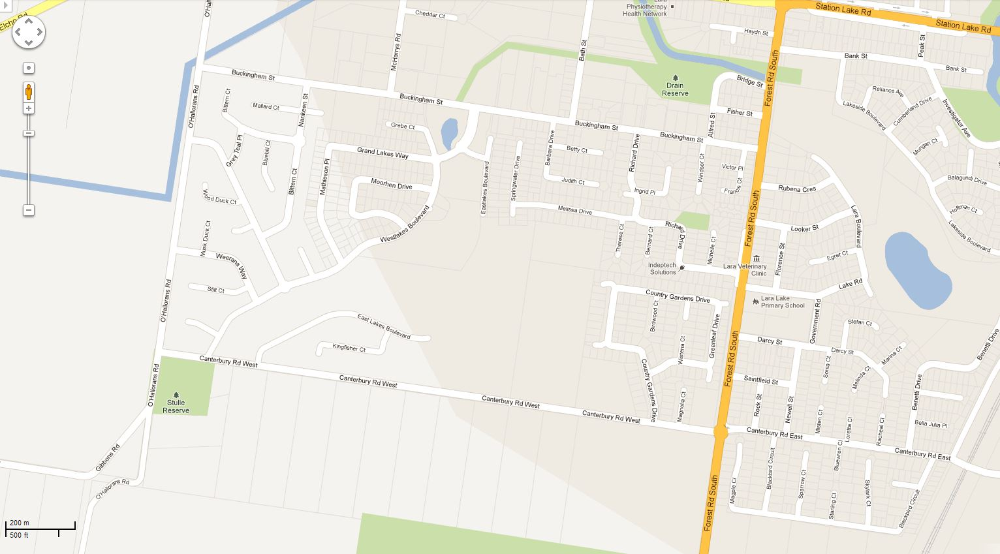 Elcho Rd
O'Hallorans Rd
Cheddar Ct
Lara
Physiotherapy
Health Network
Station Lake Rd
Station Lake Rd
Haydn St
Peak St
McHarrys Rd
Bath St
Bank St
Bank St
Buckingham St
Drain
Reserve
Bridge St
Forest Rd South
Reliance Ave
Lakeside Boulevard
Cumberland Drive
Investigator Ave
O'Hallorans Rd
Bittern Ct
Mallard Ct
Nankeen St
Buckingham St
Fisher St
Alfred St
Grebe Ct
Buckingham St
Buckingham St
Mungan Ct
Grey Teal Pl
Bluebill Ct
Grand Lakes Way
Barbara Drive
Betty Ct
Richard Drive
Windsor Ct
Victor Pl
Francis Ct
Mathieson Pl
Bittern Ct
Moorhen Drive
Eastlakes Boulevard
Springwater Drive
Judith Ct
Ingrid Pl
Rubena Cres
Balagundi Drive
Wood Duck Ct
Westlakes Boulevard
Melissa Drive
Forest Rd South
Hoffman Ct
Lara Boulevard
Looker St
Lakeside Boulevard
Musk Duck Ct
Therese Ct
Bernard Ct
Richard Drive
Michelle Ct
Florence St
Egret Ct
Weerana Way
Indeptech
Solutions
Lara Veterinary
Clinic
Stilt Ct
Lake Rd
O'Hallorans Rd
Country Gardens Drive
Lara Lake
Primary School
Birdwood Ct
Greenleaf Drive
Government Rd
East Lakes Boulevard
Stefan Ct
Kingfisher Ct
Wisteria Ct
Forest Rd South
Darcy St
Darcy St
Marina Ct
Benetti Drive
Canterbury Rd West
Canterbury Rd West
Country Gardens Drive
Sonia Ct
Melinda Ct
Saintfield St
Benetti Drive
O'Hallorans Rd
Stulle
Reserve
Canterbury Rd West
Canterbury Rd West
Magnolia Ct
Rock St
Newell St
Misten Ct
Loretta Cl
Racheal Cl
Bella Julia Pl
Canterbury Rd East
Canterbury Rd East
Gibbons Rd
O'Hallorans Rd
Magpie Cl
Blackbird Circuit
Sparrow Ct
Bluewren Cl
Starling Cl
Skylark Ct
Blackbird Circuit
Forest Rd South
200 m
500 ft